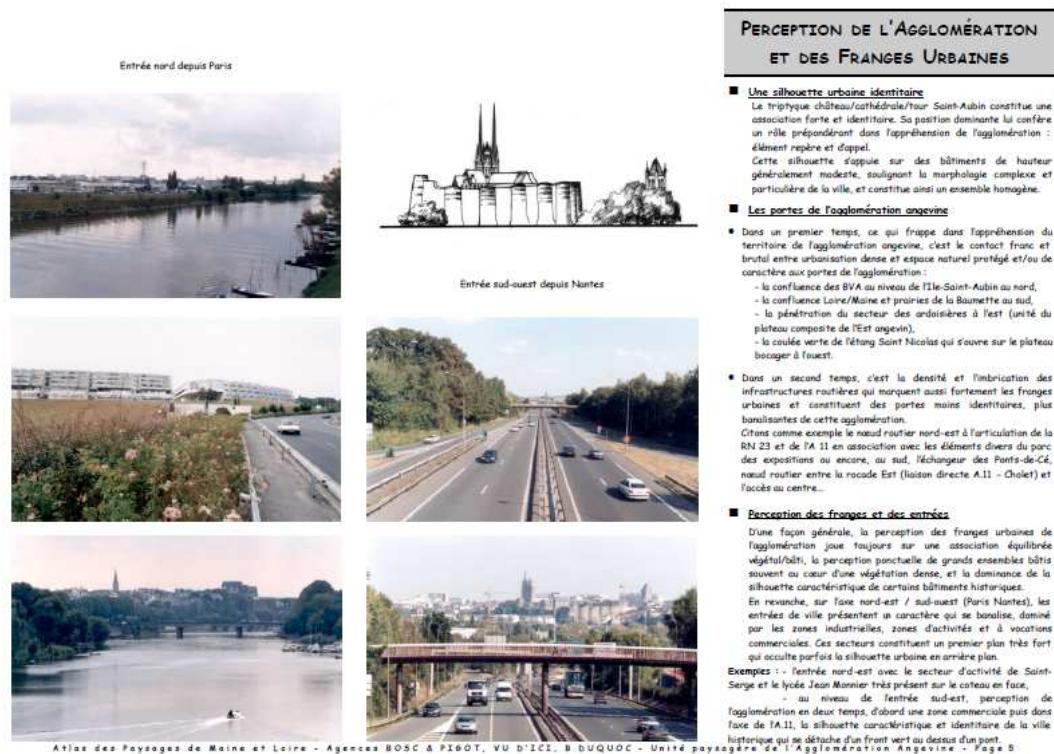 Entrée nord depuis Paris
Entrée sud-ouest depuis Nantes
PERCEPTION DE L'AGGLOMÉRATION
ET DES FRANGES URBAINES
■ Une silhouette urbaine identitaire
Le triptyque château/cathédrale/tour Saint-Aubin constitue une
association forte et identitaire. Sa position dominante lui confère
un rôle prépondérant dans l'appréhension de l'agglomération :
élément repère et d'appel.
Cette silhouette s'appuie sur des bâtiments de hauteur
généralement modeste, soulignant la morphologie complexe et
particulière de la ville, et constitue ainsi un ensemble homogène.
■ Les portes de l'agglomération angevine
• Dans un premier temps, ce qui frappe dans l'appréhension du
territoire de l'agglomération angevine, c'est le contact franc et
brutal entre urbanisation dense et espace naturel protégé et/ou de
caractère aux portes de l'agglomération :
- la confluence des BVA au niveau de l'Ile-Saint-Aubin au nord,
- la confluence Loire/Maine et prairies de la Baumette au sud,
- la pénétration du secteur des ardoisières à l'est (unité du
plateau composite de l'Est angevin),
- la coulée verte de l'étang Saint Nicolas qui s'ouvre sur le plateau
bocager à l'ouest.
• Dans un second temps, c'est la densité et l'imbrication des
infrastructures routières qui marquent aussi fortement les franges
urbaines et constituent des portes moins identitaires, plus
banalisantes de cette agglomération.
Citons comme exemple le nœud routier nord-est à l'articulation de la
RN 23 et de l'A 11 en association avec les éléments divers du parc
des expositions ou encore, au sud, l'échangeur des Ponts-de-Cé,
nœud routier entre la rocade Est (liaison directe A.11 - Cholet) et
l'accès au centre...
■ Perception des franges et des entrées
D'une façon générale, la perception des franges urbaines de
l'agglomération joue toujours sur une association équilibrée
végétal/bâti, la perception ponctuelle de grands ensembles bâtis
souvent au cœur d'une végétation dense, et la dominance de la
silhouette caractéristique de certains bâtiments historiques.
En revanche, sur l'axe nord-est / sud-ouest (Paris Nantes), les
entrées de ville présentent un caractère qui se banalise, dominé
par les zones industrielles, zones d'activités et à vocations
commerciales. Ces secteurs constituent un premier plan très fort
qui occulte parfois la silhouette urbaine en arrière plan.
Exemples : - l'entrée nord-est avec le secteur d'activité de Saint-
Serge et le lycée Jean Monnier très présent sur le coteau en face,
- au niveau de l'entrée sud-est, perception de
l'agglomération en deux temps, d'abord une zone commerciale puis dans
l'axe de l'A.11, la silhouette caractéristique et identitaire de la ville
historique qui se détache d'un front vert au dessus d'un pont.
Atlas des Paysages de Maine et Loire - Agences BOSC & PIGOT, VU D'ICI, B.DUQUOC - Unité paysagère de l'Agglomération Angevine - 8